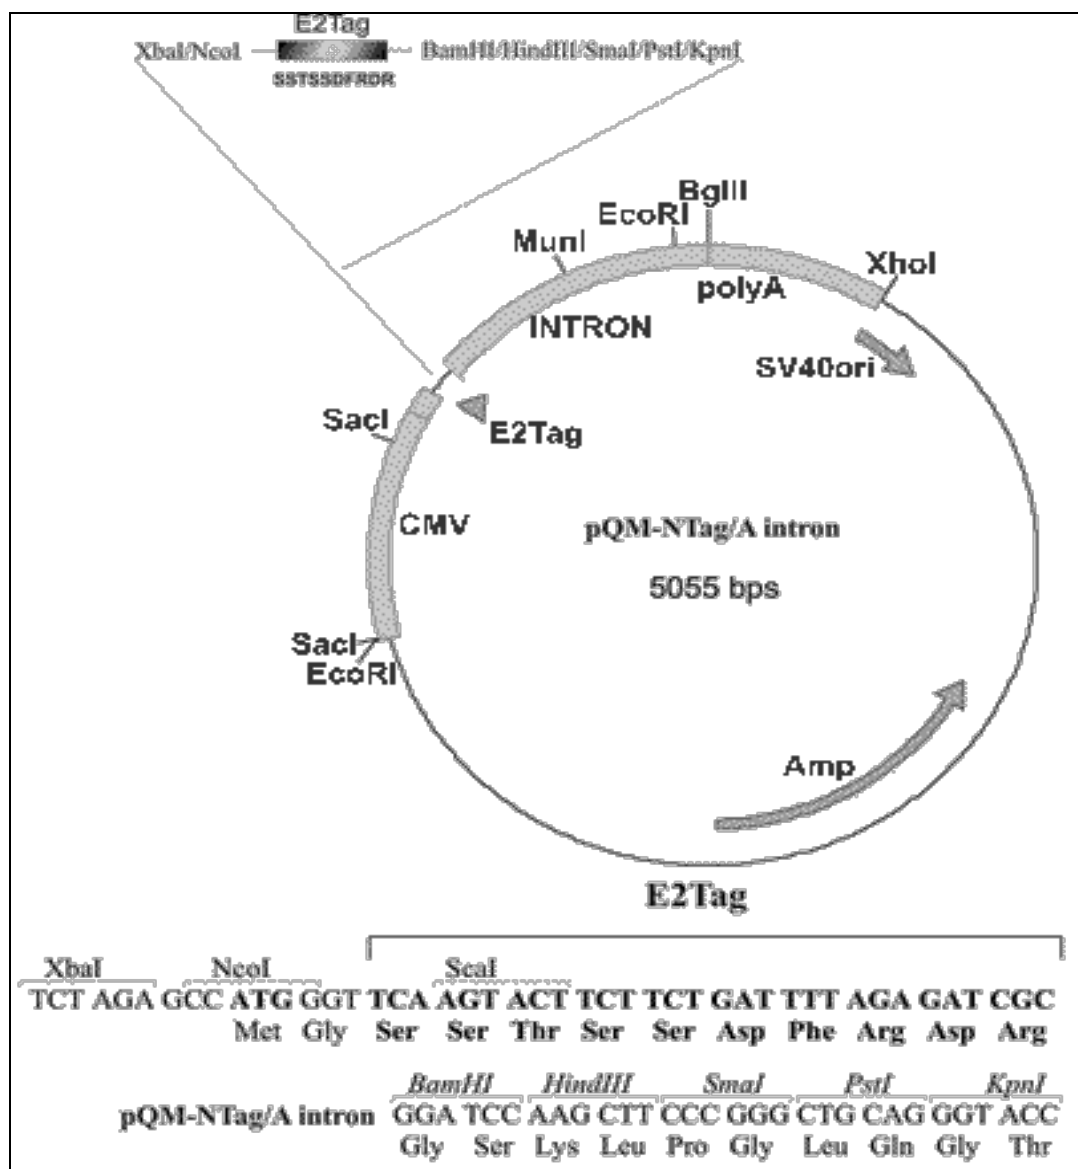 E2Tag
XbaI/NcoI BamHI/HindIII/SmaI/PstI/KpnI
SSTSSDFRDR
BglII
EcoRI
MunI
XhoI
polyA
INTRON
SV40ori
SacI
E2Tag
CMV
pQM-NTag/A intron
5055 bps
SacI
EcoRI
Amp
E2Tag
XbaI NcoI ScaI
TCT AGA GCC ATG GGT TCA AGT ACT TCT TCT GAT TTT AGA GAT CGC
Met Gly Ser Ser Thr Ser Ser Asp Phe Arg Asp Arg
BamHI HindIII SmaI PstI KpnI
pQM-NTag/A intron GGA TCC AAG CTT CCC GGG CTG CAG GGT ACC
Gly Ser Lys Leu Pro Gly Leu Gln Gly Thr